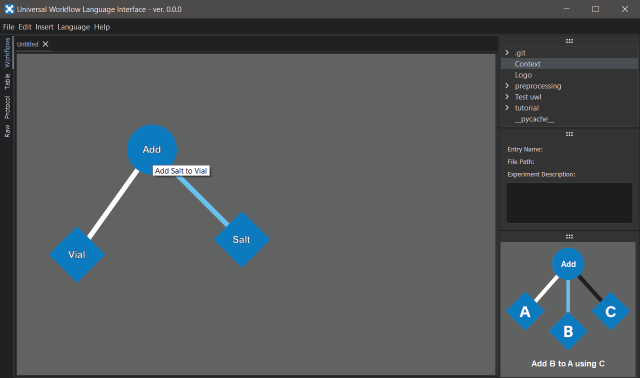 Universal Workflow Language Interface - ver. 0.0.0
File Edit Insert Language Help
Workflows
Table
Protocol
Raw
Untitled
Add
Add Salt to Vial
Vial
Salt
.git
Context
Logo
preprocessing
Test uwl
tutorial
__pycache__
Entry Name:
File Path:
Experiment Description:
Add
A
B
C
Add B to A using C